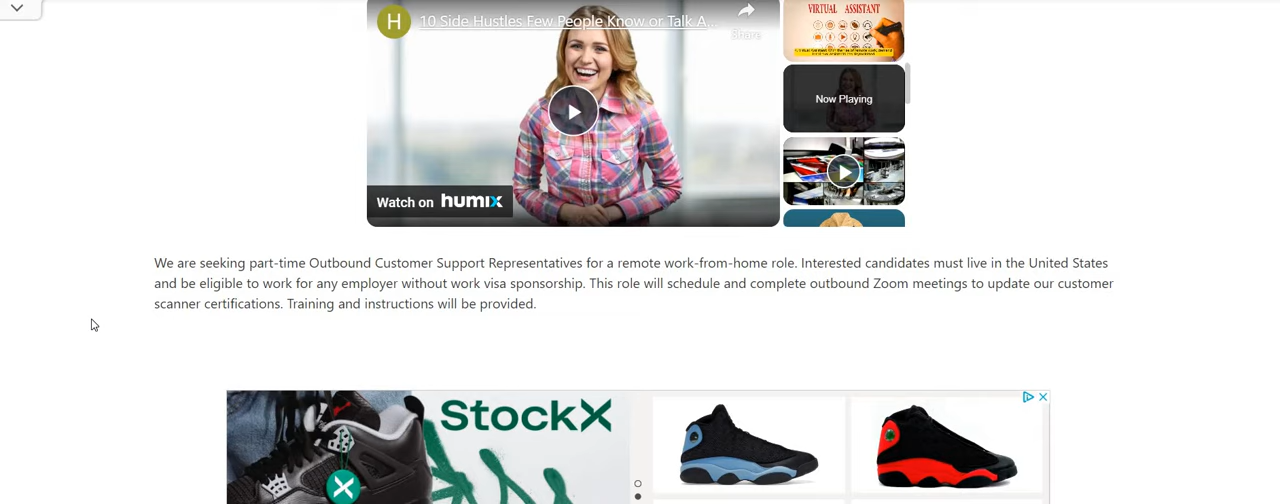 H
10 Side Hustles Few People Know or Talk A...
Share
VIRTUAL ASSISTANT
Now Playing
Watch on humix
We are seeking part-time Outbound Customer Support Representatives for a remote work-from-home role. Interested candidates must live in the United States
and be eligible to work for any employer without work visa sponsorship. This role will schedule and complete outbound Zoom meetings to update our customer
scanner certifications. Training and instructions will be provided.
StockX